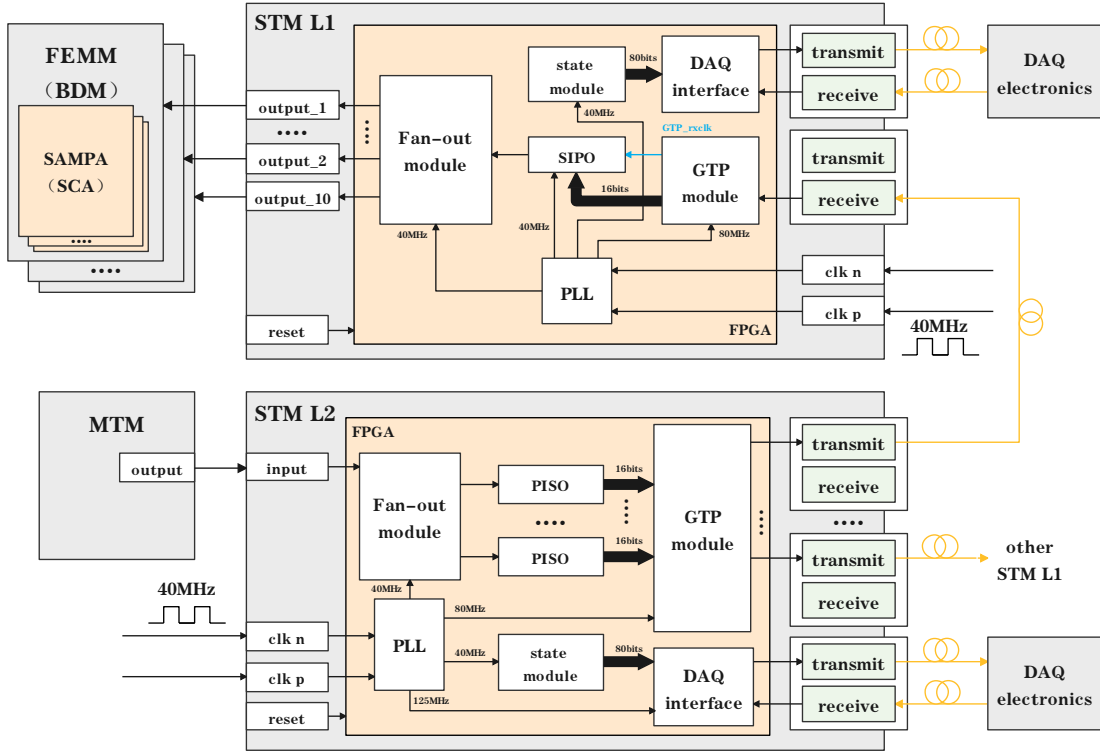 STM L1
FEMM
（BDM）
SAMPA
（SCA）
••••
••••
output_1
••••
output_2
output_10
reset
Fan-out
module
••••
state
module
80bits
DAQ
interface
40MHz
GTP_rxclk
SIPO
16bits
GTP
module
40MHz
40MHz
80MHz
PLL
FPGA
transmit
receive
transmit
receive
clk n
clk p
DAQ
electronics
40MHz
MTM
output
STM L2
FPGA
input
Fan-out
module
PISO
16bits
••••
••••
PISO
16bits
GTP
module
••••
transmit
receive
••••
transmit
receive
other
STM L1
40MHz
40MHz
80MHz
clk n
clk p
reset
PLL
40MHz
state
module
80bits
125MHz
DAQ
interface
transmit
receive
DAQ
electronics